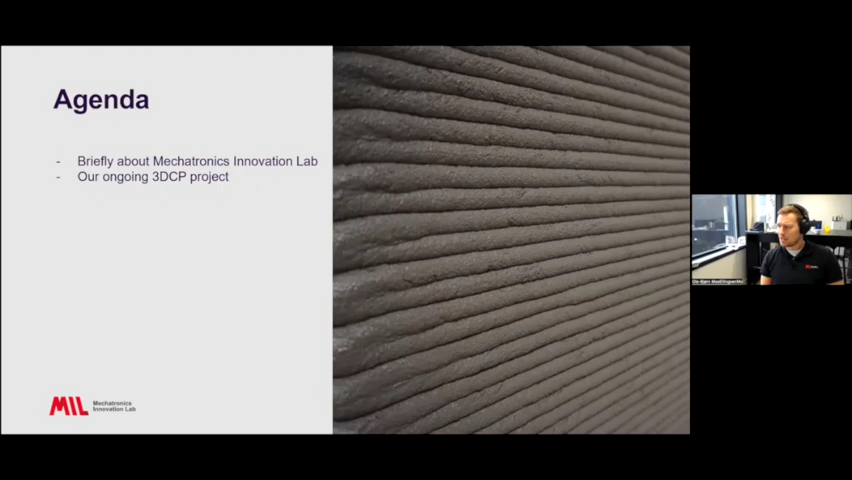 Agenda
- Briefly about Mechatronics Innovation Lab
- Our ongoing 3DCP project
MIL Mechatronics
Innovation Lab